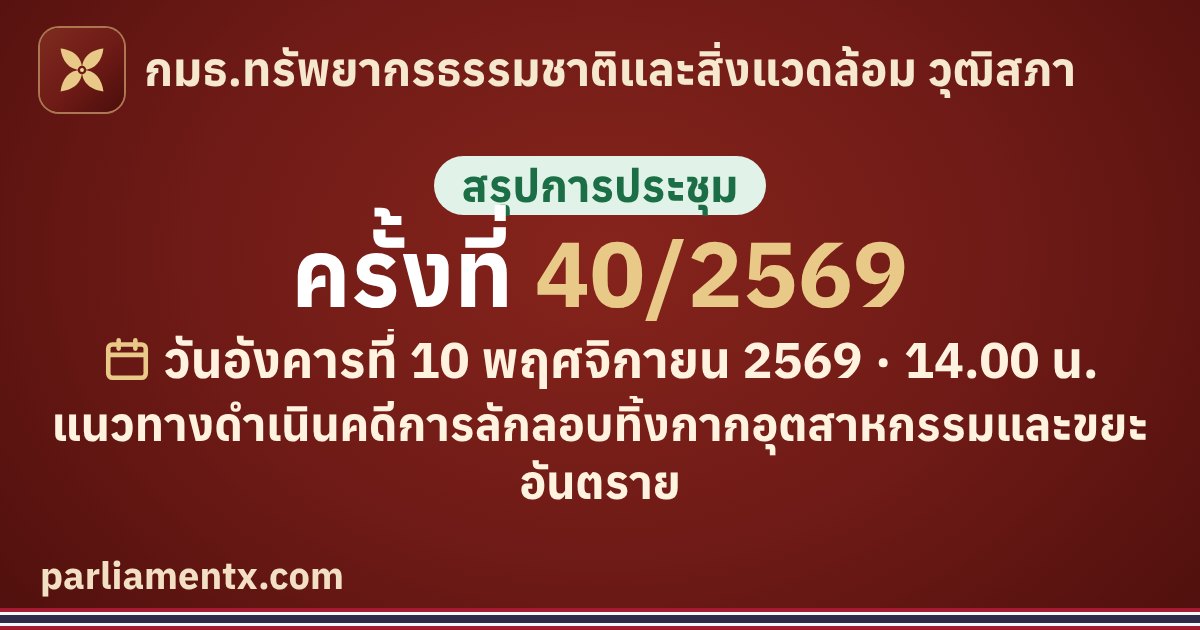 กมธ.ทรัพยากรธรรมชาติและสิ่งแวดล้อม วุฒิสภา
สรุปการประชุม
ครั้งที่ 40/2569
วันอังคารที่ 10 พฤศจิกายน 2569 · 14.00 น.
แนวทางดำเนินคดีการลักลอบทิ้งกากอุตสาหกรรมและขยะ
อันตราย
parliamentx.com